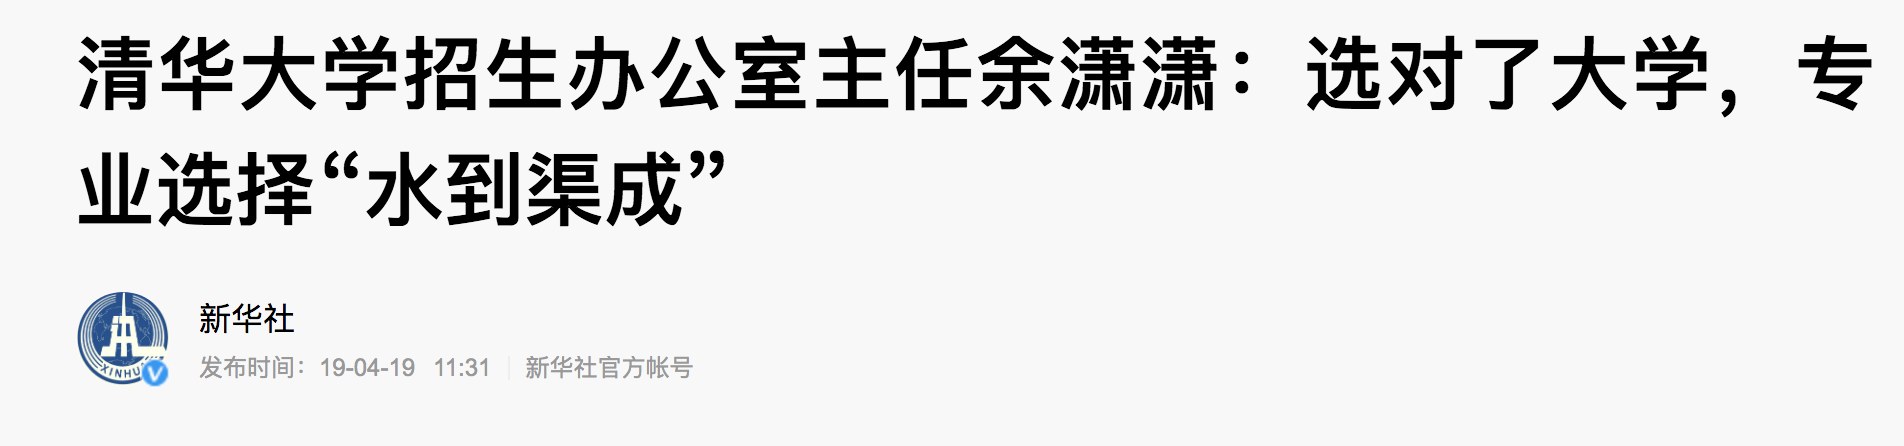 清华大学招生办公室主任余潇潇：选对了大学，专
业选择“水到渠成”
新华社
XINHU
发布时间：19-04-19 11:31 新华社官方帐号